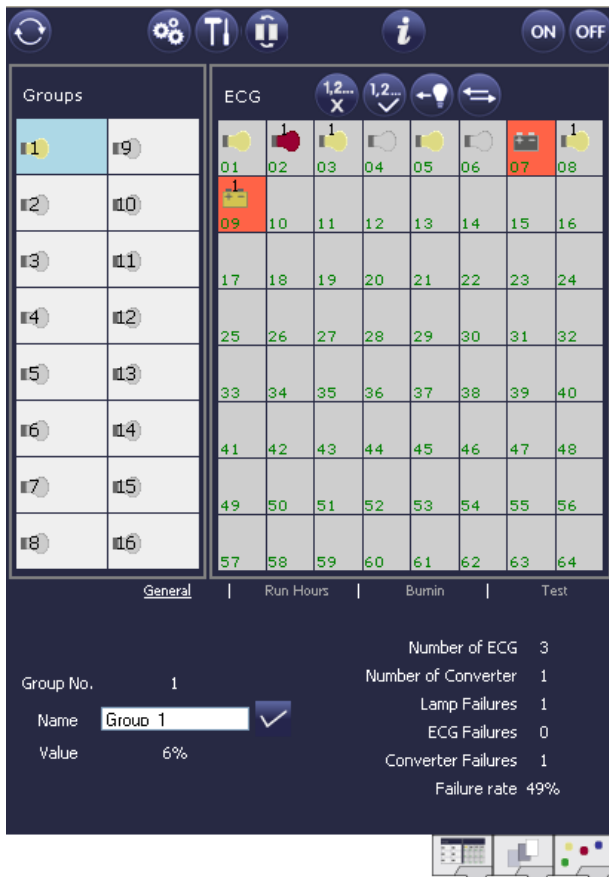 ON OFF
Groups
ECG 1,2... X 1,2...
1 9
2 10
3 11
4 12
5 13
6 14
7 15
8 16
1 1 1
01 02 03 04 05 06 07 08
1
09 10 11 12 13 14 15 16
17 18 19 20 21 22 23 24
25 26 27 28 29 30 31 32
33 34 35 36 37 38 39 40
41 42 43 44 45 46 47 48
49 50 51 52 53 54 55 56
57 58 59 60 61 62 63 64
General | Run Hours | Burnin | Test
Number of ECG 3
Number of Converter 1
Group No. 1
Lamp Failures 1
Name Group 1
ECG Failures 0
Value 6%
Converter Failures 1
Failure rate 49%